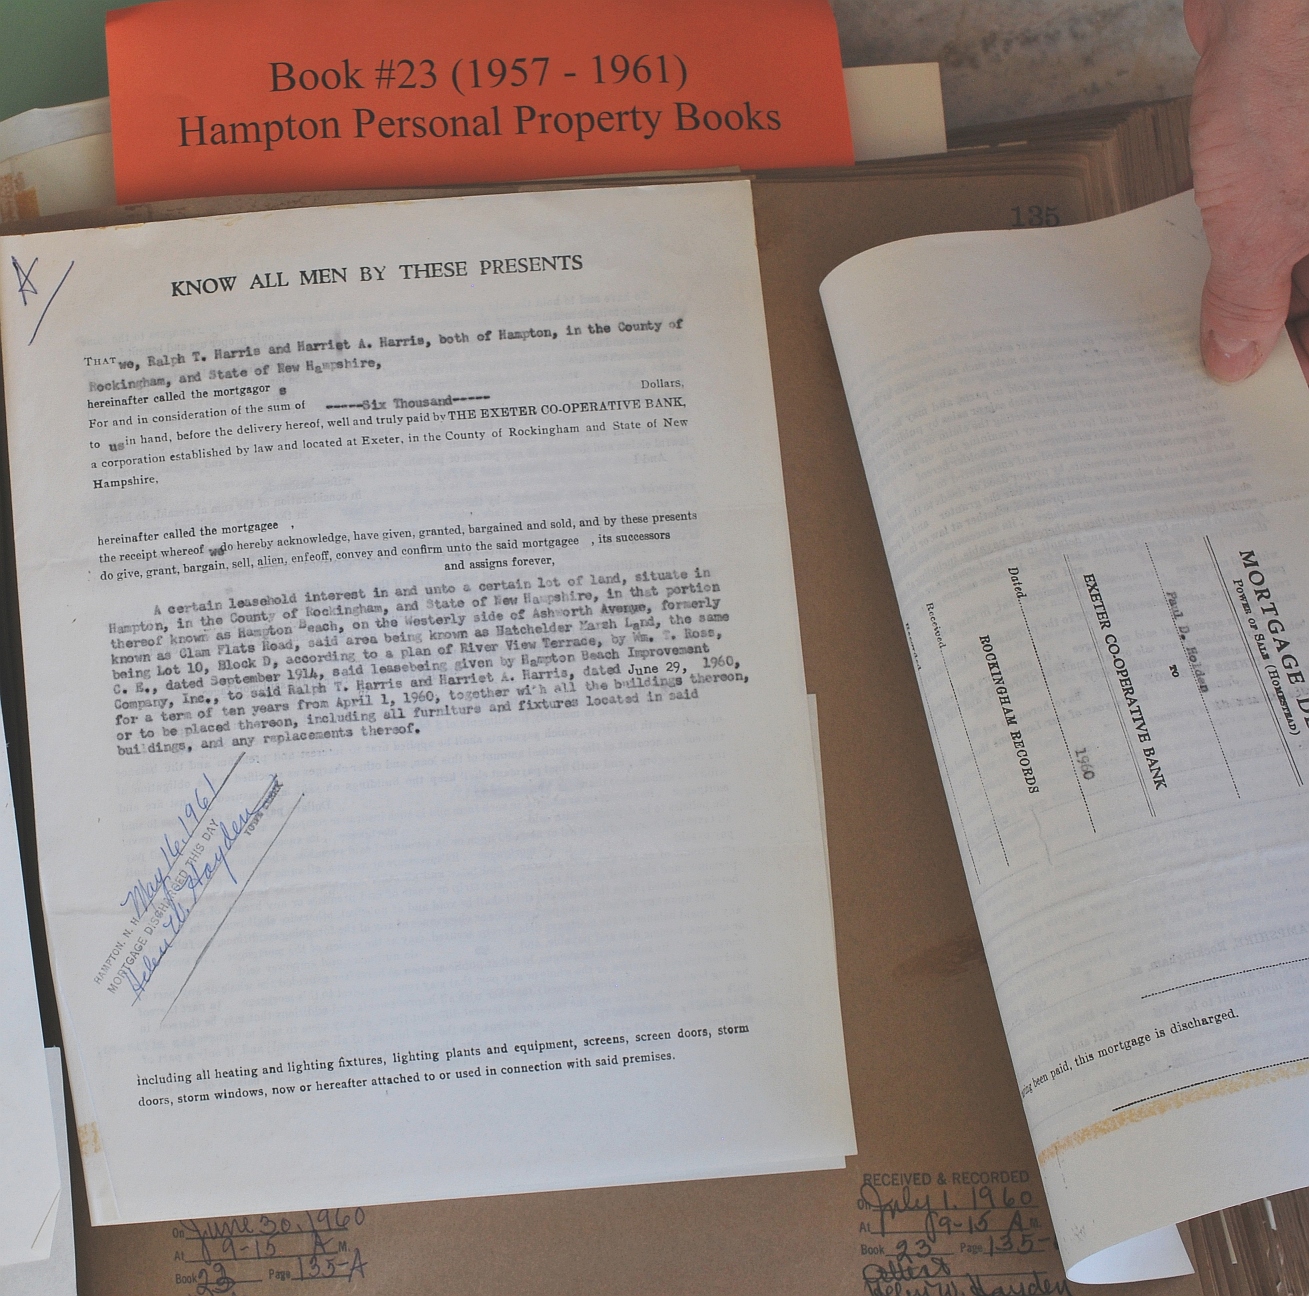 Book #23 (1957 - 1961)
Hampton Personal Property Books
135
A
KNOW ALL MEN BY THESE PRESENTS
THAT we, Ralph T. Harris and Harriet A. Harris, both of Hampton, in the County of
Rockingham, and State of New Hampshire,
hereinafter called the mortgagor s
For and in consideration of the sum of -----Six Thousand----- Dollars,
to us in hand, before the delivery hereof, well and truly paid by THE EXETER CO-OPERATIVE BANK,
a corporation established by law and located at Exeter, in the County of Rockingham and State of New
Hampshire,
hereinafter called the mortgagee ,
the receipt whereof we do hereby acknowledge, have given, granted, bargained and sold, and by these presents
do give, grant, bargain, sell, alien, enfeoff, convey and confirm unto the said mortgagee , its successors
and assigns forever,
A certain leasehold interest in and unto a certain lot of land, situate in
Hampton, in the County of Rockingham, and State of New Hampshire, in that portion
thereof known as Hampton Beach, on the Westerly side of Ashworth Avenue, formerly
known as Clam Flats Road, said area being known as Hatchelder Marsh Land, the same
being Lot 10, Block D, according to a plan of River View Terrace, by Wm. T. Ross,
C. E., dated September 1914, said leasebeing given by Hampton Beach Improvement
Company, Inc., to said Ralph T. Harris and Harriet A. Harris, dated June 29, 1960,
for a term of ten years from April 1, 1960, together with all the buildings thereon,
or to be placed thereon, including all furniture and fixtures located in said
buildings, and any replacements thereof.
HAMPTON, N. H. May 16, 1961
MORTGAGE DISCHARGED THIS DAY
Helen W. Hayden
TOWN CLERK
including all heating and lighting fixtures, lighting plants and equipment, screens, screen doors, storm
doors, storm windows, now or hereafter attached to or used in connection with said premises.
On June 30, 1960
At 9-15 A M.
Book 23 Page 135-A
MORTGAGE
POWER OF SALE (HOMESTEAD)
Paul D. Holden
TO
EXETER CO-OPERATIVE BANK
Dated 1960
ROCKINGHAM RECORDS
Received
been paid, this mortgage is discharged.
RECEIVED & RECORDED
On July 1, 1960
At 9-15 A M.
Book 23 Page 135-
Attest
Helen W. Hayden